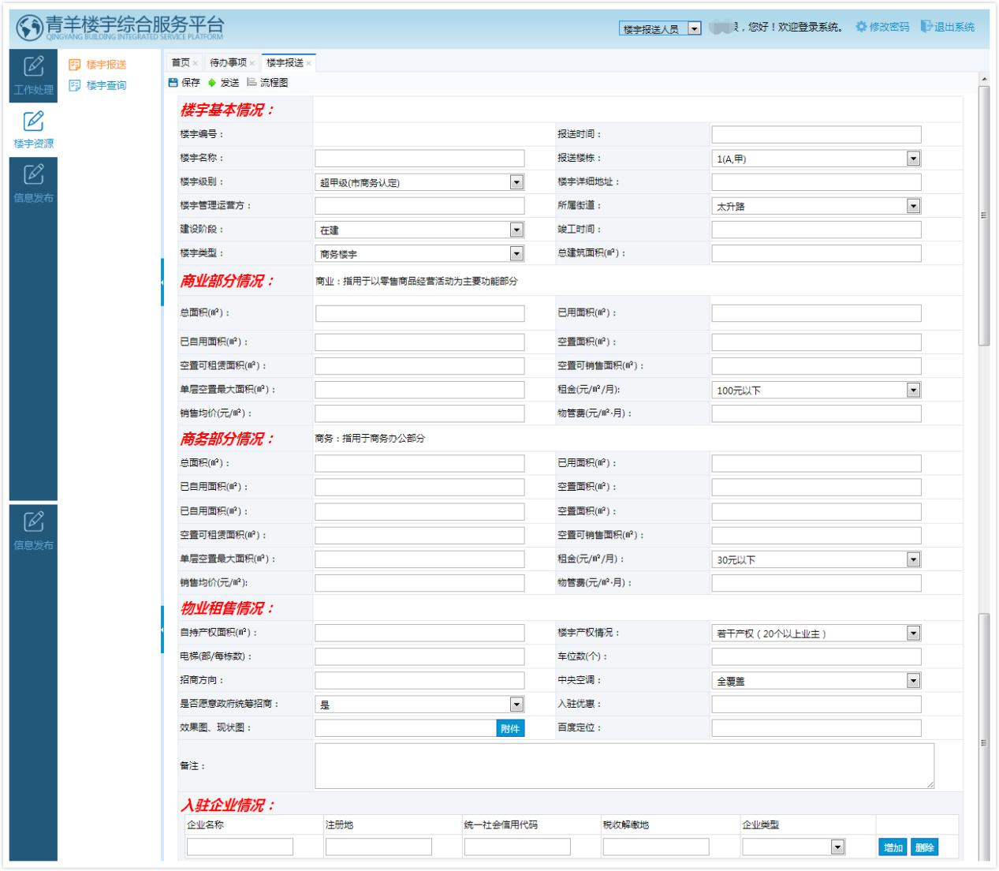 青羊楼宇综合服务平台
QINGYANG BUILDING INTEGRATED SERVICE PLATFORM
楼宇报送人员
，您好！欢迎登录系统。 修改密码 退出系统
工作处理
楼宇资源
信息发布
信息发布
楼宇报送
楼宇查询
首页× 待办事项× 楼宇报送×
保存 发送 流程图
楼宇基本情况：
楼宇编号： 报送时间：
楼宇名称： 报送楼栋： 1(A,甲)
楼宇级别： 超甲级(市商务认定) 楼宇详细地址：
楼宇管理运营方： 所属街道： 太升路
建设阶段： 在建 竣工时间：
楼宇类型： 商务楼宇 总建筑面积(㎡)：
商业部分情况： 商业：指用于以零售商品经营活动为主要功能部分
总面积(㎡)： 已用面积(㎡)：
已自用面积(㎡)： 空置面积(㎡)：
空置可租赁面积(㎡)： 空置可销售面积(㎡)：
单层空置最大面积(㎡)： 租金(元/㎡/月): 100元以下
销售均价(元/㎡)： 物管费(元/㎡·月)：
商务部分情况： 商务：指用于商务办公部分
总面积(㎡)： 已用面积(㎡)：
已自用面积(㎡)： 空置面积(㎡)：
已自用面积(㎡)： 空置面积(㎡)：
空置可租赁面积(㎡)： 空置可销售面积(㎡)：
单层空置最大面积(㎡)： 租金(元/㎡/月)： 30元以下
销售均价(元/㎡): 物管费(元/㎡·月)：
物业租售情况：
自持产权面积(㎡)： 楼宇产权情况： 若干产权（20个以上业主）
电梯(部/每栋数)： 车位数(个)：
招商方向： 中央空调： 全覆盖
是否愿意政府统筹招商： 是 入驻优惠：
效果图、现状图： 附件 百度定位：
备注：
入驻企业情况：
企业名称 注册地 统一社会信用代码 税收解缴地 企业类型
增加 删除